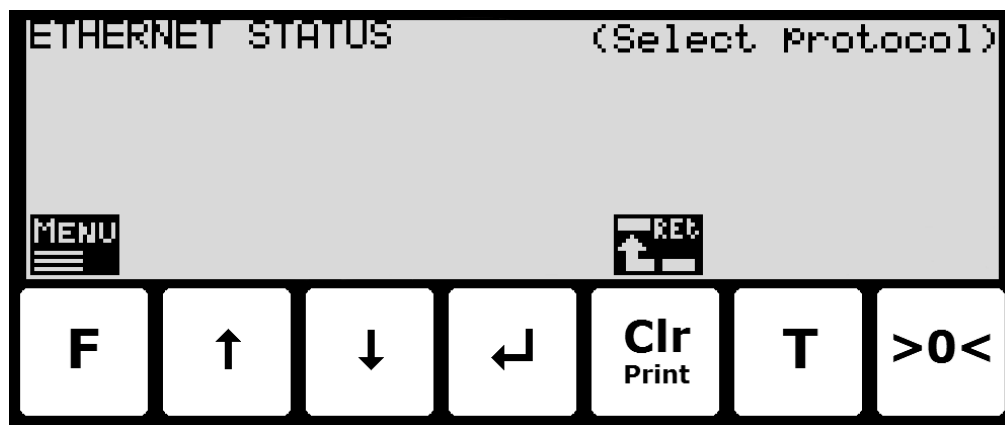 ETHERNET STATUS (Select Protocol)
MENU RET
F ↑ ↓ ↵ Clr T >0<
Print